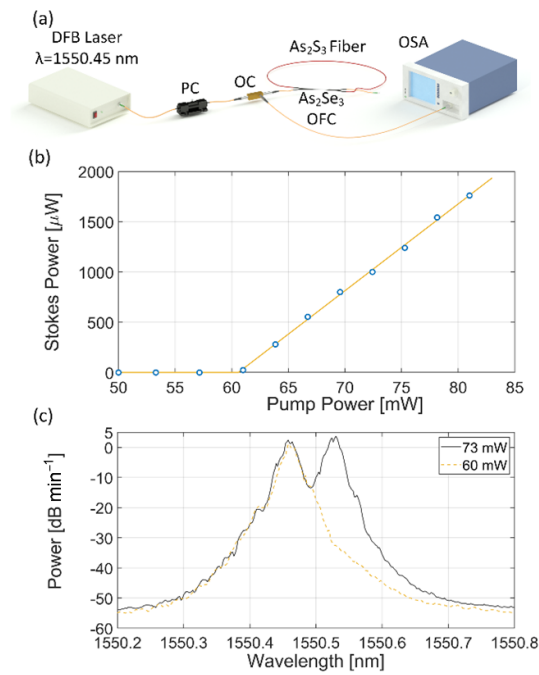 (a)
DFB Laser
λ=1550.45 nm
PC
OC
As₂S₃ Fiber
As₂Se₃
OFC
OSA
(b)
Stokes Power [μW]
2000
1500
1000
500
0
50 55 60 65 70 75 80 85
Pump Power [mW]
(c)
Power [dB min⁻¹]
5
0
-10
-20
-30
-40
-50
-60
73 mW
60 mW
1550.2 1550.3 1550.4 1550.5 1550.6 1550.7 1550.8
Wavelength [nm]